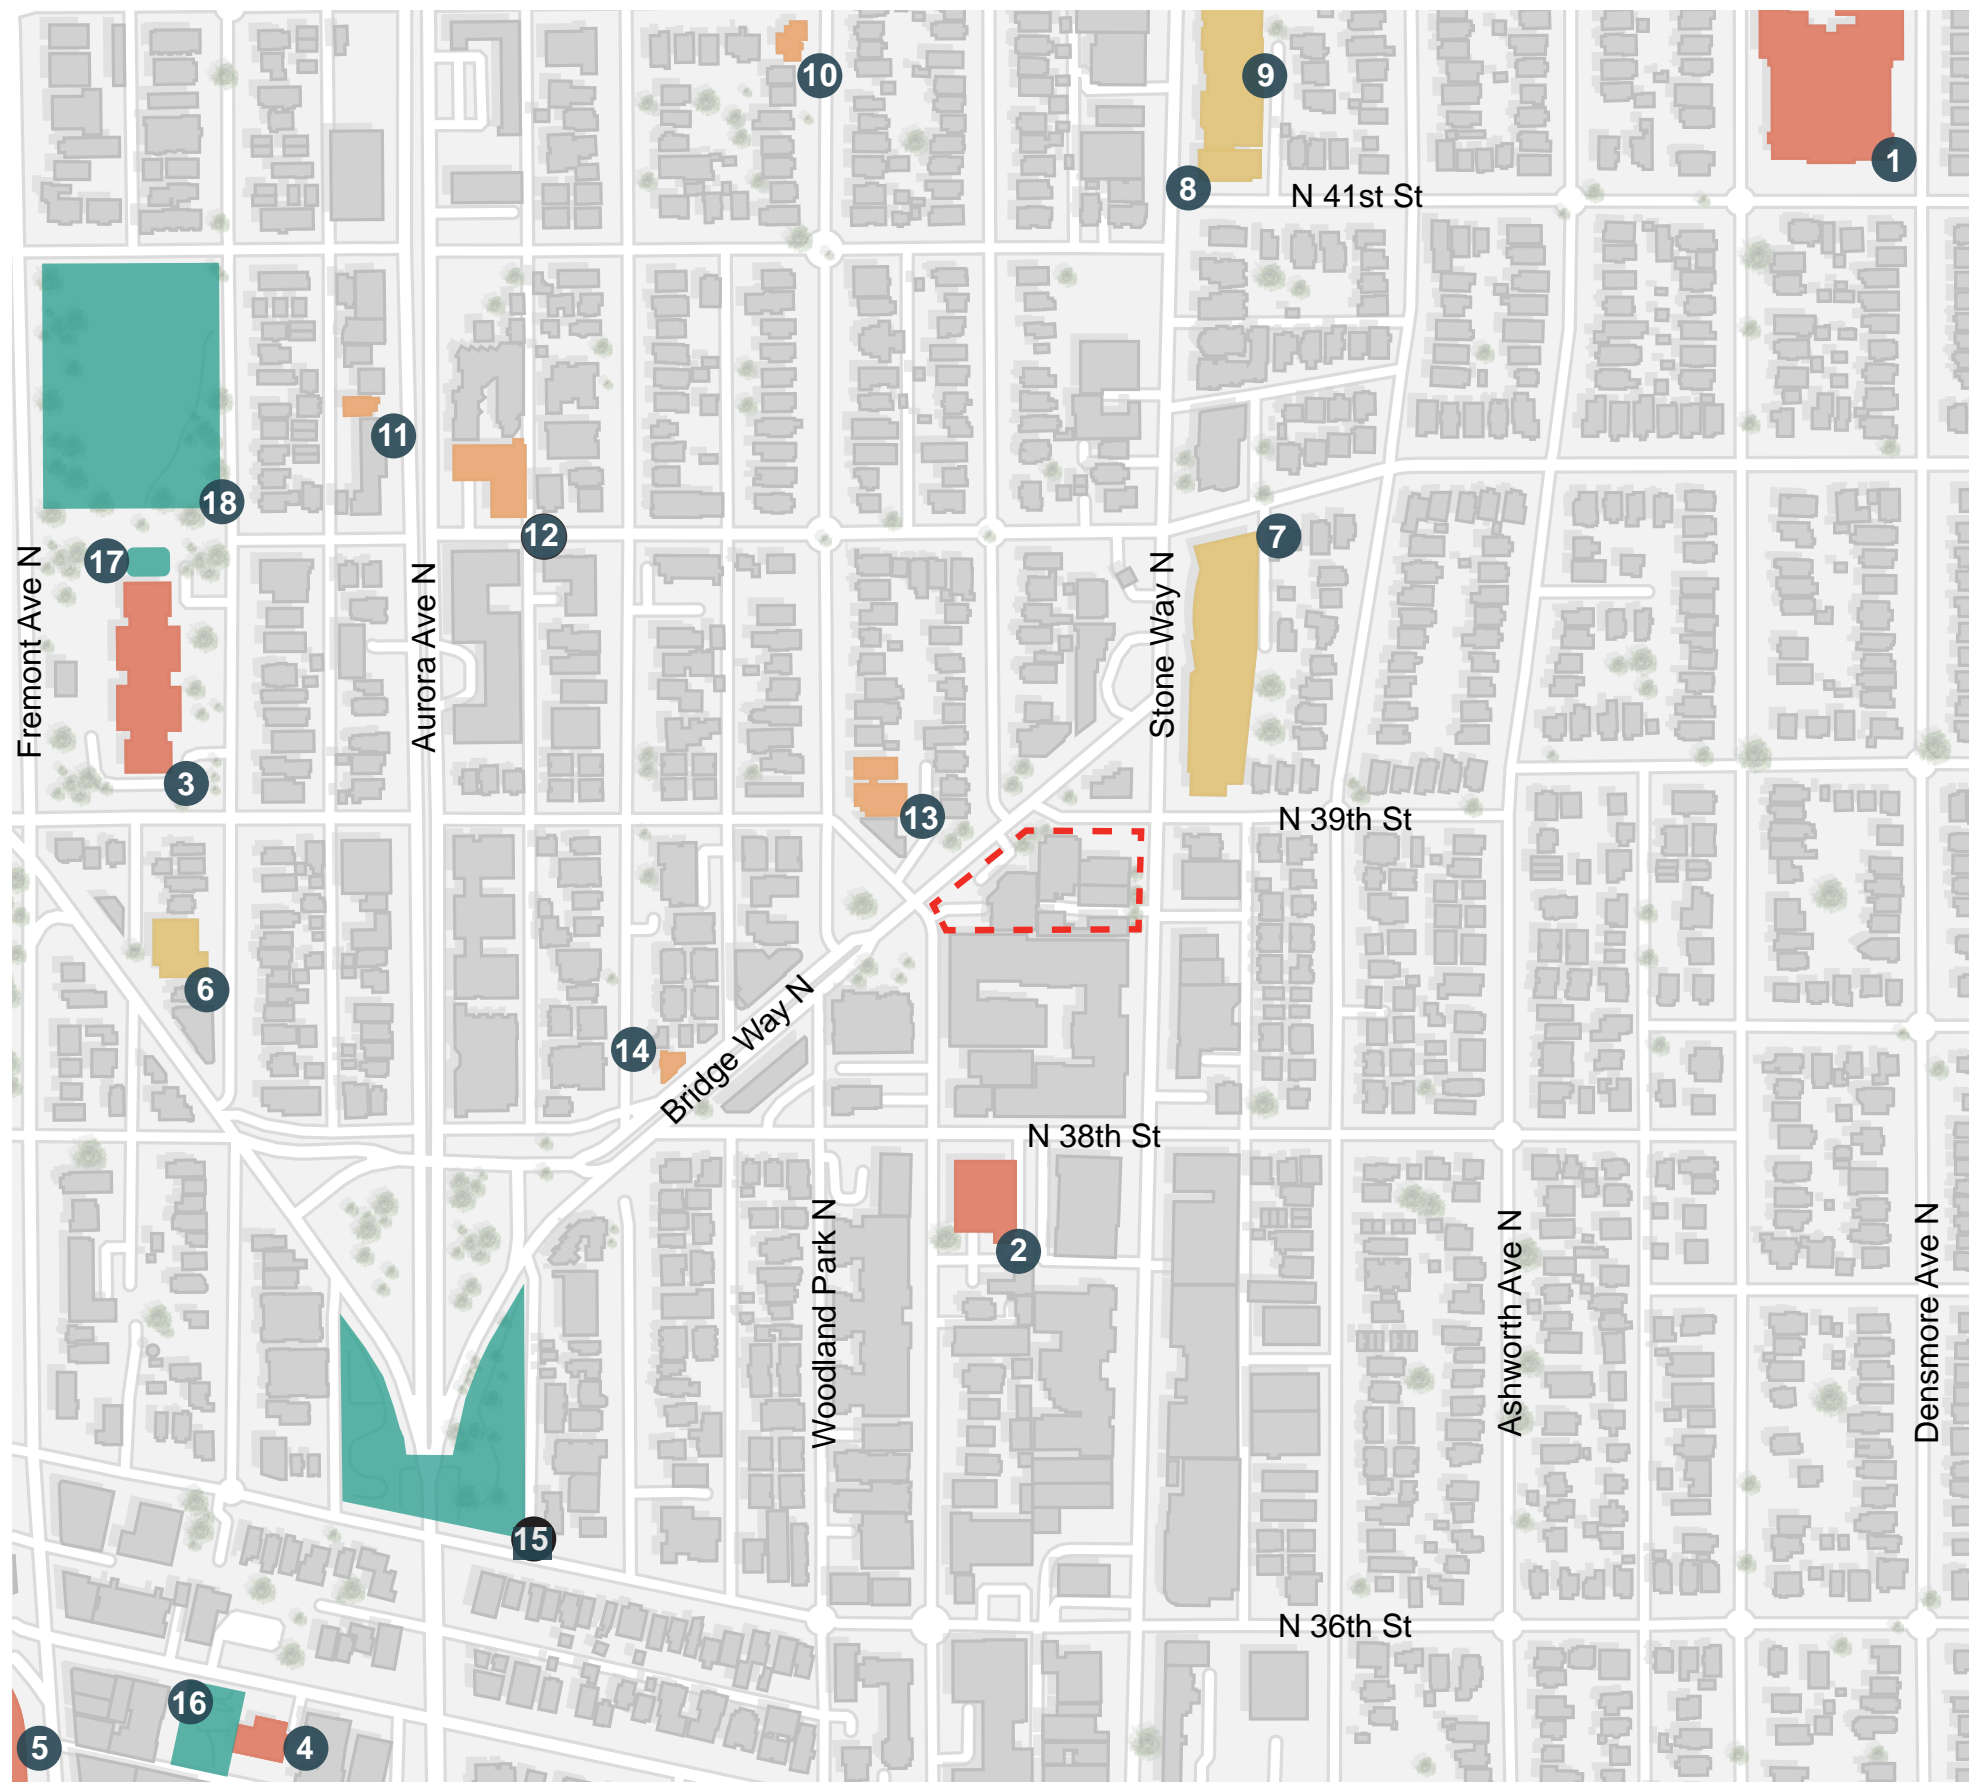 10
9
1
8
N 41st St
11
18
12
7
17
Fremont Ave N
Aurora Ave N
Stone Way N
3
13
N 39th St
6
14
Bridge Way N
N 38th St
2
Woodland Park N
Ashworth Ave N
Densmore Ave N
15
N 36th St
16
5
4